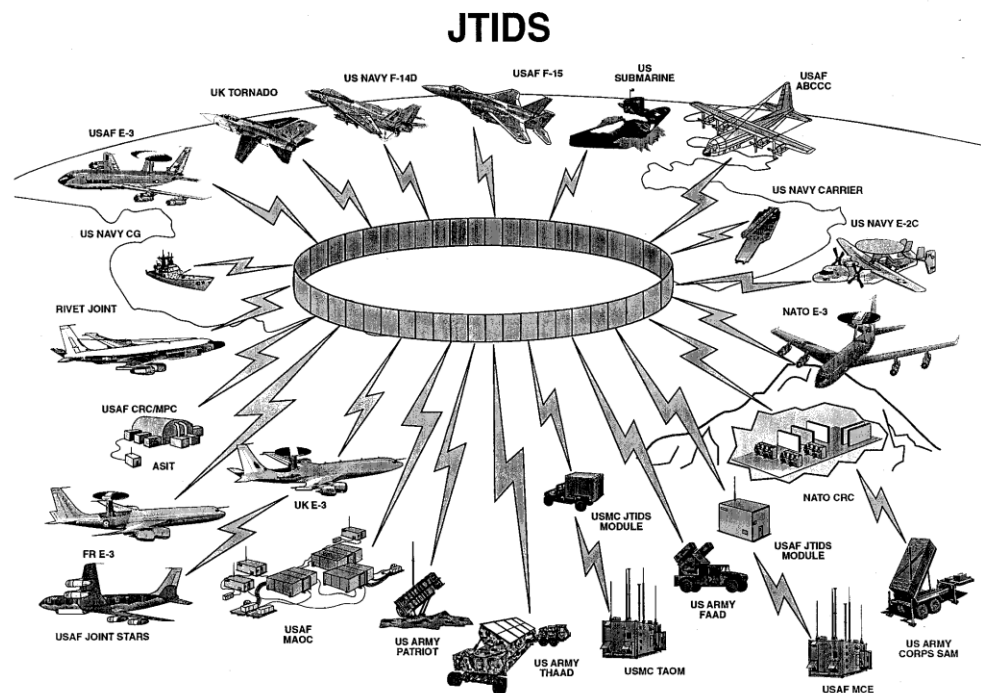 JTIDS
US NAVY F-14D
USAF F-15
US
SUBMARINE
USAF
ABCCC
UK TORNADO
USAF E-3
US NAVY CARRIER
US NAVY CG
US NAVY E-2C
RIVET JOINT
NATO E-3
USAF CRC/MPC
ASIT
NATO CRC
UK E-3
USMC JTIDS
MODULE
USAF JTIDS
MODULE
FR E-3
US ARMY
FAAD
USAF JOINT STARS
USAF
MAOC
US ARMY
PATRIOT
US ARMY
THAAD
USMC TAOM
US ARMY
CORPS SAM
USAF MCE